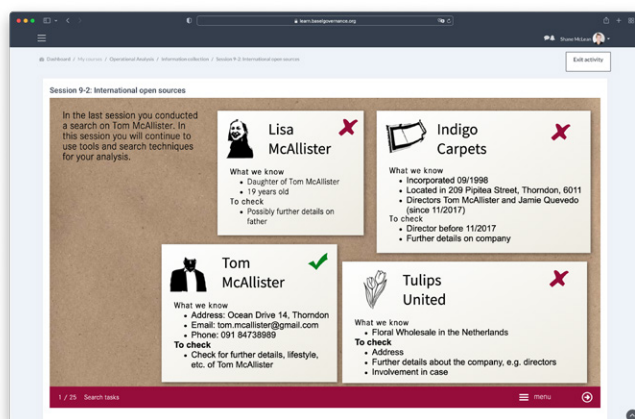 learn.baselgovernance.org
Shane McLean
Dashboard / My courses / Operational Analysis / Information collection / Session 9-2: International open sources
Exit activity
Session 9-2: International open sources
In the last session you conducted
a search on Tom McAllister. In
this session you will continue to
use tools and search techniques
for your analysis.
Lisa
McAllister
What we know
• Daughter of Tom McAllister
• 19 years old
To check
• Possibly further details on
father
Indigo
Carpets
What we know
• Incorporated 09/1998
• Located in 209 Pipitea Street, Thorndon, 6011
• Directors Tom McAllister and Jamie Quevedo
(since 11/2017)
To check
• Director before 11/2017
• Further details on company
Tom
McAllister
What we know
• Address: Ocean Drive 14, Thorndon
• Email: tom.mcallister@gmail.com
• Phone: 091 84738989
To check
• Check for further details, lifestyle,
etc. of Tom McAllister
Tulips
United
What we know
• Floral Wholesale in the Netherlands
To check
• Address
• Further details about the company, e.g. directors
• Involvement in case
1 / 25 Search tasks
menu